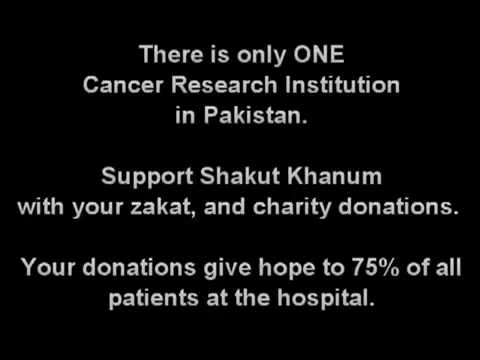 There is only ONE
Cancer Research Institution
in Pakistan.
Support Shakut Khanum
with your zakat, and charity donations.
Your donations give hope to 75% of all
patients at the hospital.